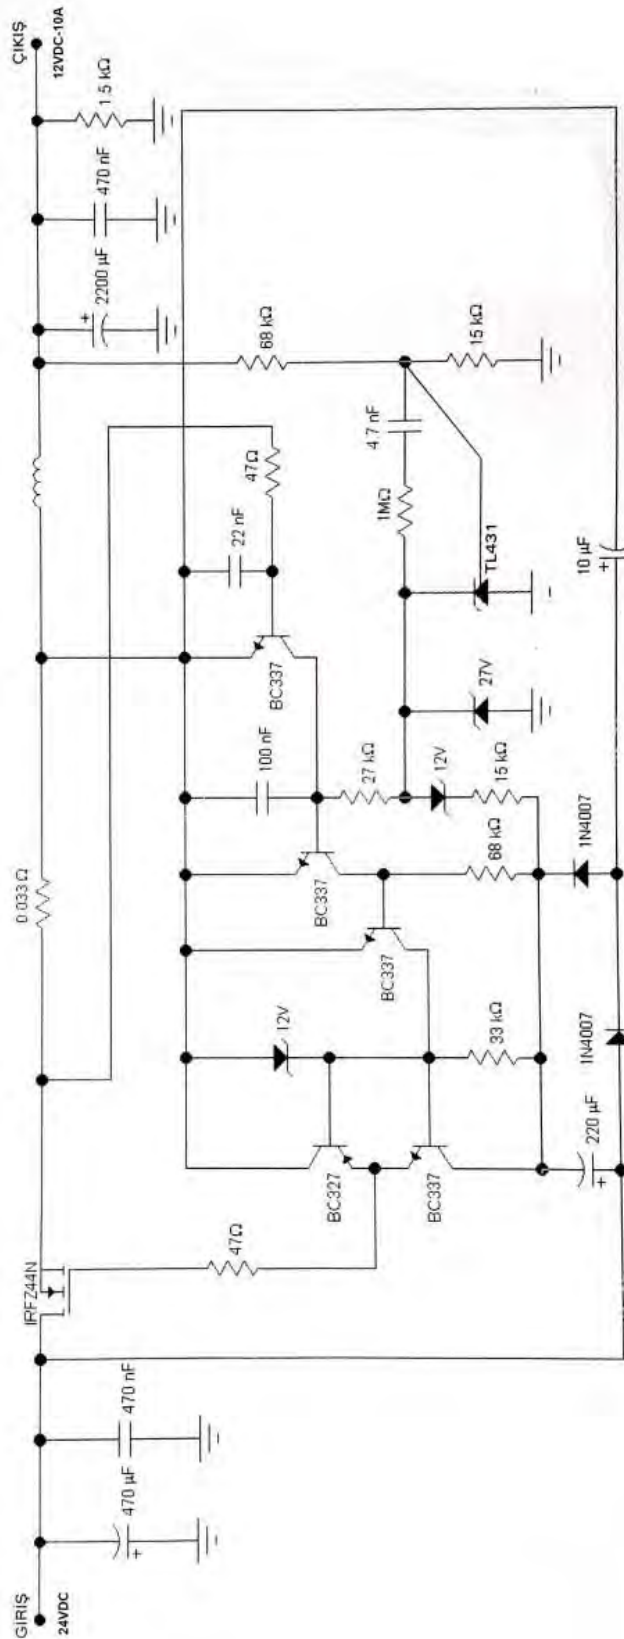 GİRİŞ
24VDC
470 µF
+
470 nF
IRFZ44N
47Ω
0.033 Ω
BC327
BC337
12V
33 kΩ
220 µF
+
1N4007
BC337
BC337
68 kΩ
1N4007
100 nF
27 kΩ
12V
15 kΩ
BC337
22 nF
47Ω
27V
1MΩ
4.7 nF
TL431
10 µF
+
68 kΩ
15 kΩ
+
2200 µF
470 nF
1.5 kΩ
ÇIKIŞ
12VDC-10A